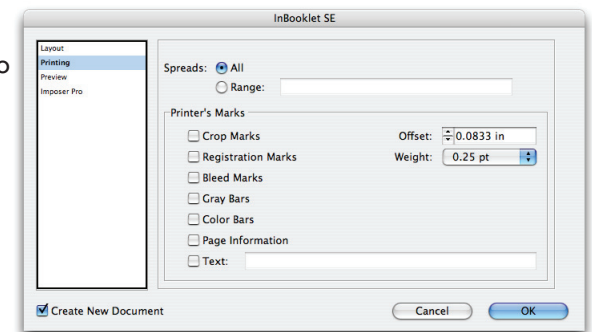 InBooklet SE
o
Layout
Printing
Preview
Imposer Pro
Spreads: All
Range:
Printer's Marks
Crop Marks Offset: 0.0833 in
Registration Marks Weight: 0.25 pt
Bleed Marks
Gray Bars
Color Bars
Page Information
Text:
Create New Document Cancel OK